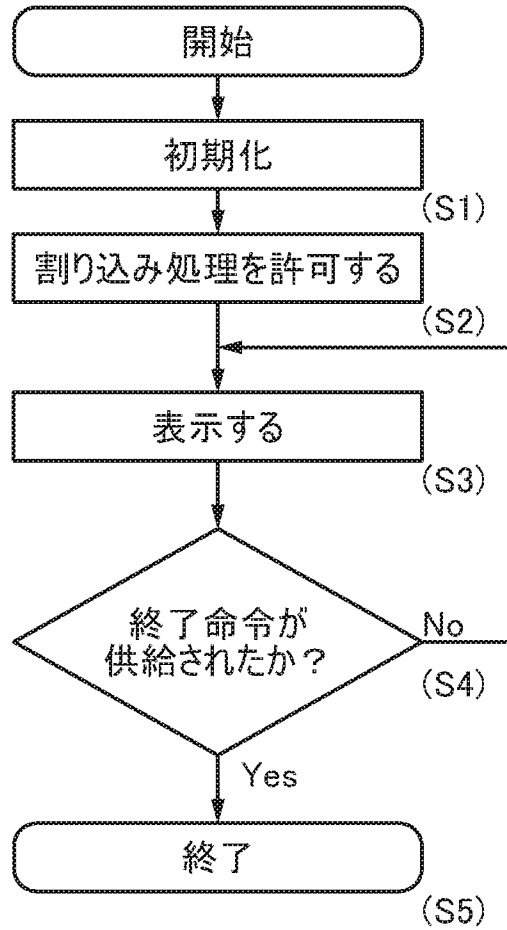 開始
初期化
(S1)
割り込み処理を許可する
(S2)
表示する
(S3)
終了命令が
供給されたか？
No
(S4)
Yes
終了
(S5)